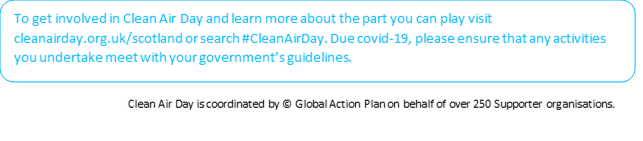 To get involved in Clean Air Day and learn more about the part you can play visit
cleanairday.org.uk/scotland or search #CleanAirDay. Due covid-19, please ensure that any activities
you undertake meet with your government's guidelines.
Clean Air Day is coordinated by © Global Action Plan on behalf of over 250 Supporter organisations.